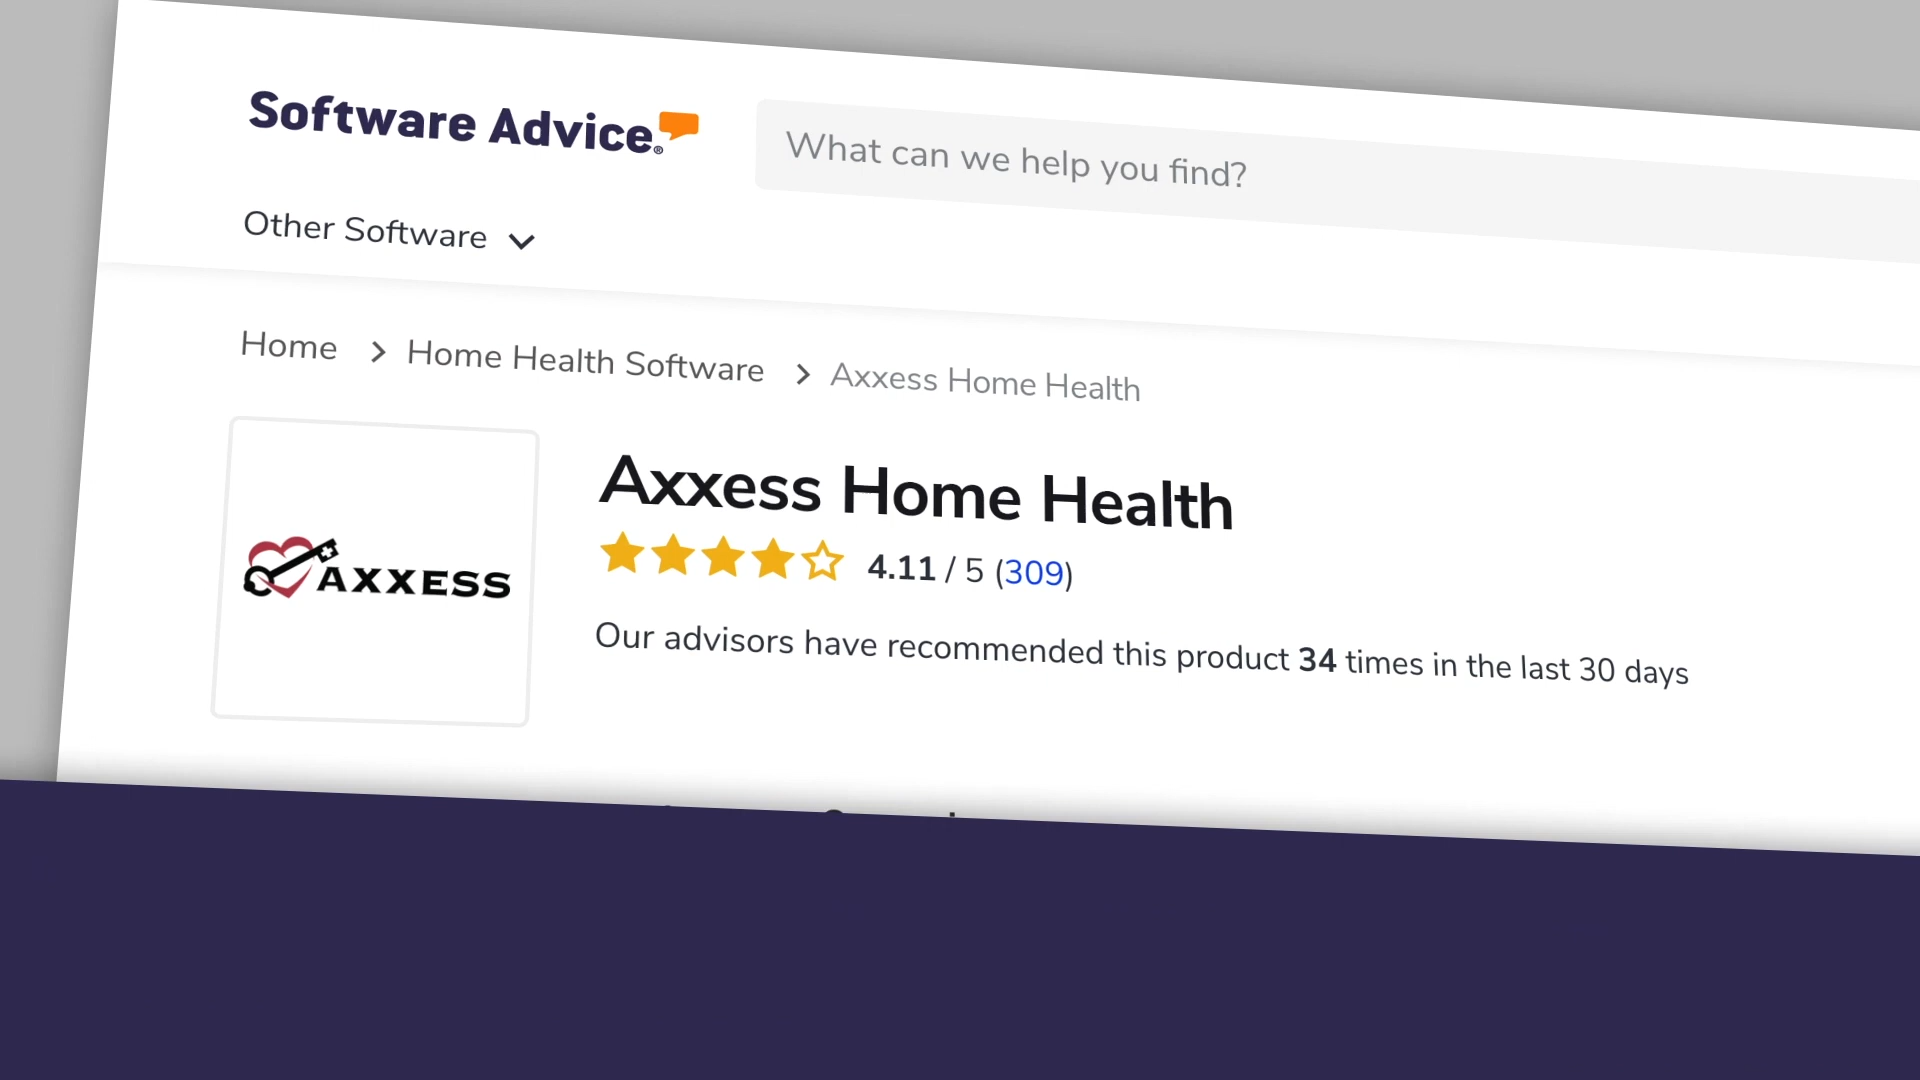 Software Advice®
What can we help you find?
Other Software
Home > Home Health Software > Axxess Home Health
AXXESS
Axxess Home Health
4.11 / 5 (309)
Our advisors have recommended this product 34 times in the last 30 days